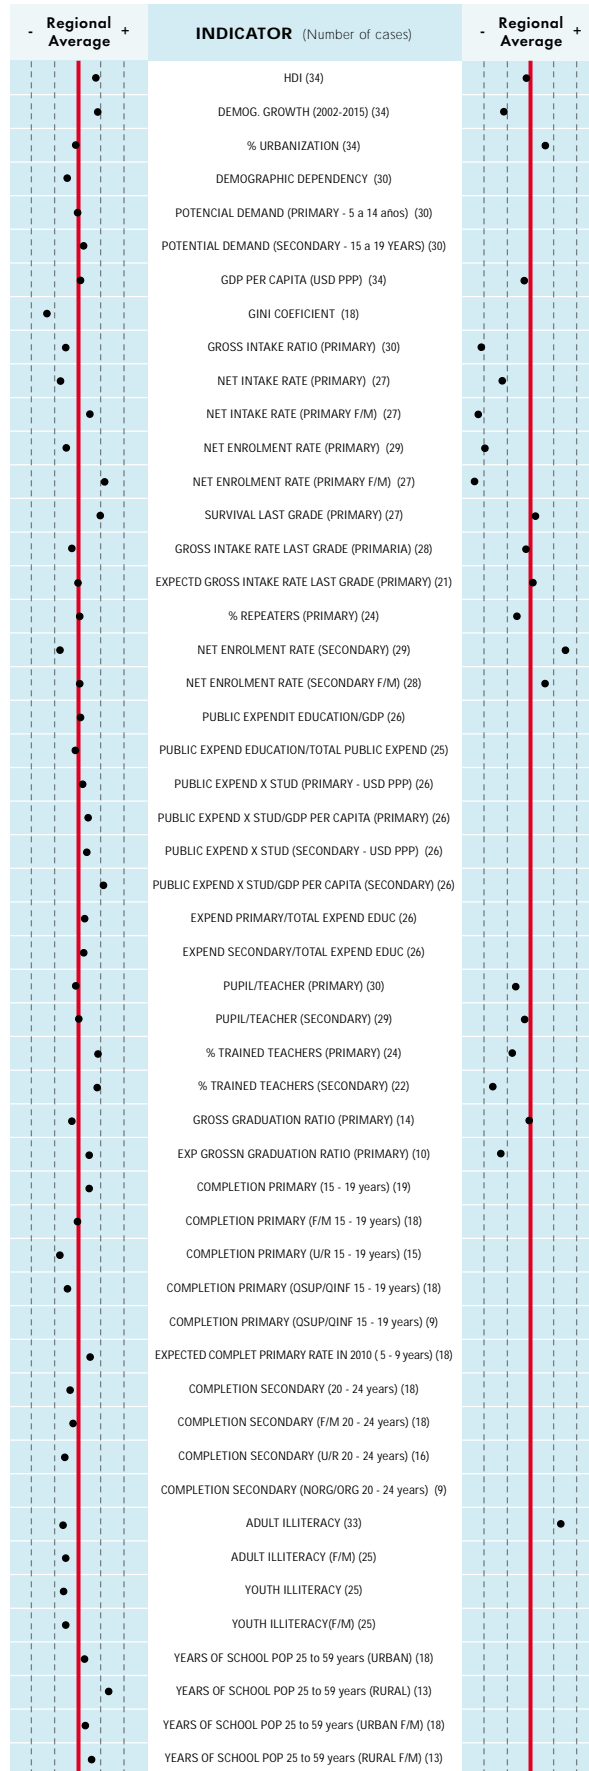 - Regional Average +
INDICATOR (Number of cases)
- Regional Average +
HDI (34)
DEMOG. GROWTH (2002-2015) (34)
% URBANIZATION (34)
DEMOGRAPHIC DEPENDENCY (30)
POTENCIAL DEMAND (PRIMARY - 5 a 14 años) (30)
POTENTIAL DEMAND (SECONDARY - 15 a 19 YEARS) (30)
GDP PER CAPITA (USD PPP) (34)
GINI COEFICIENT (18)
GROSS INTAKE RATIO (PRIMARY) (30)
NET INTAKE RATE (PRIMARY) (27)
NET INTAKE RATE (PRIMARY F/M) (27)
NET ENROLMENT RATE (PRIMARY) (29)
NET ENROLMENT RATE (PRIMARY F/M) (27)
SURVIVAL LAST GRADE (PRIMARY) (27)
GROSS INTAKE RATE LAST GRADE (PRIMARIA) (28)
EXPECTD GROSS INTAKE RATE LAST GRADE (PRIMARY) (21)
% REPEATERS (PRIMARY) (24)
NET ENROLMENT RATE (SECONDARY) (29)
NET ENROLMENT RATE (SECONDARY F/M) (28)
PUBLIC EXPENDIT EDUCATION/GDP (26)
PUBLIC EXPEND EDUCATION/TOTAL PUBLIC EXPEND (25)
PUBLIC EXPEND X STUD (PRIMARY - USD PPP) (26)
PUBLIC EXPEND X STUD/GDP PER CAPITA (PRIMARY) (26)
PUBLIC EXPEND X STUD (SECONDARY - USD PPP) (26)
PUBLIC EXPEND X STUD/GDP PER CAPITA (SECONDARY) (26)
EXPEND PRIMARY/TOTAL EXPEND EDUC (26)
EXPEND SECONDARY/TOTAL EXPEND EDUC (26)
PUPIL/TEACHER (PRIMARY) (30)
PUPIL/TEACHER (SECONDARY) (29)
% TRAINED TEACHERS (PRIMARY) (24)
% TRAINED TEACHERS (SECONDARY) (22)
GROSS GRADUATION RATIO (PRIMARY) (14)
EXP GROSSN GRADUATION RATIO (PRIMARY) (10)
COMPLETION PRIMARY (15 - 19 years) (19)
COMPLETION PRIMARY (F/M 15 - 19 years) (18)
COMPLETION PRIMARY (U/R 15 - 19 years) (15)
COMPLETION PRIMARY (QSUP/QINF 15 - 19 years) (18)
COMPLETION PRIMARY (QSUP/QINF 15 - 19 years) (9)
EXPECTED COMPLET PRIMARY RATE IN 2010 ( 5 - 9 years) (18)
COMPLETION SECONDARY (20 - 24 years) (18)
COMPLETION SECONDARY (F/M 20 - 24 years) (18)
COMPLETION SECONDARY (U/R 20 - 24 years) (16)
COMPLETION SECONDARY (NORG/ORG 20 - 24 years) (9)
ADULT ILLITERACY (33)
ADULT ILLITERACY (F/M) (25)
YOUTH ILLITERACY (25)
YOUTH ILLITERACY(F/M) (25)
YEARS OF SCHOOL POP 25 to 59 years (URBAN) (18)
YEARS OF SCHOOL POP 25 to 59 years (RURAL) (13)
YEARS OF SCHOOL POP 25 to 59 years (URBAN F/M) (18)
YEARS OF SCHOOL POP 25 to 59 years (RURAL F/M) (13)